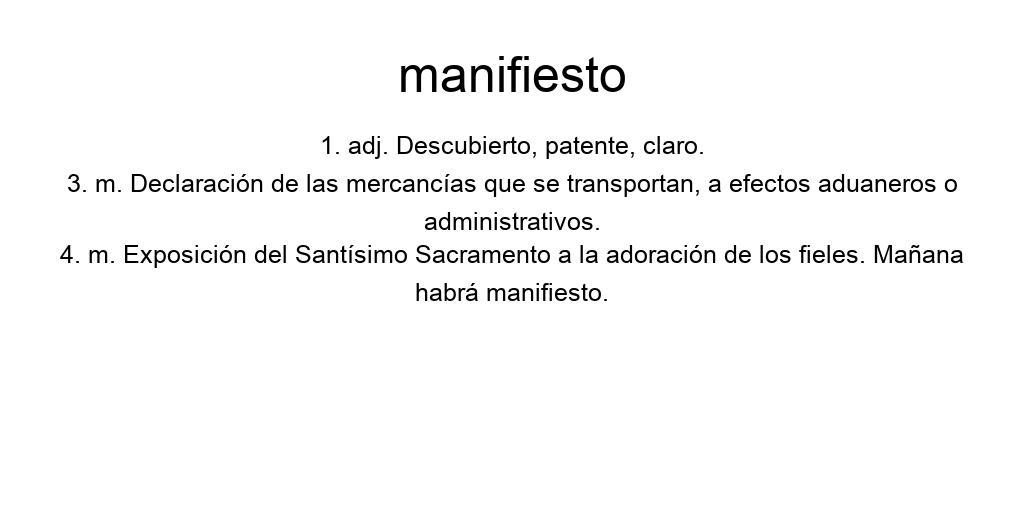 manifiesto
1. adj. Descubierto, patente, claro.
3. m. Declaración de las mercancías que se transportan, a efectos aduaneros o
administrativos.
4. m. Exposición del Santísimo Sacramento a la adoración de los fieles. Mañana
habrá manifiesto.